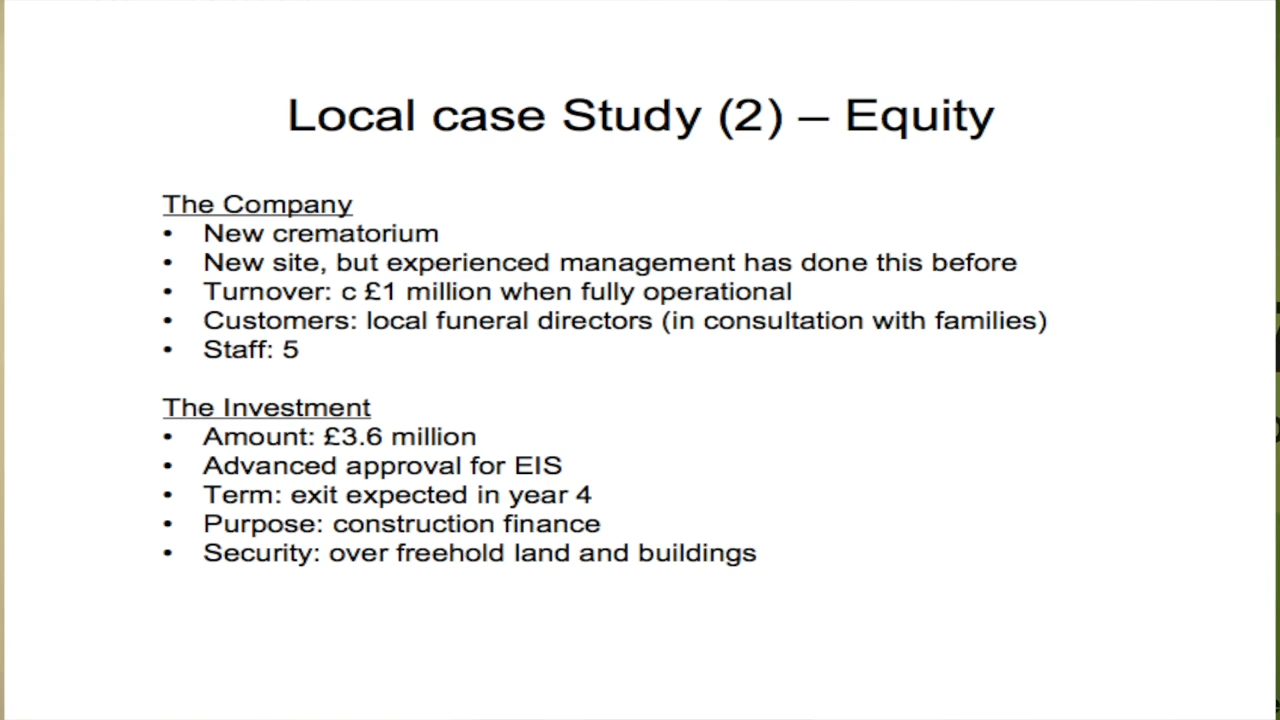 Local case Study (2) – Equity
The Company
• New crematorium
• New site, but experienced management has done this before
• Turnover: c £1 million when fully operational
• Customers: local funeral directors (in consultation with families)
• Staff: 5
The Investment
• Amount: £3.6 million
• Advanced approval for EIS
• Term: exit expected in year 4
• Purpose: construction finance
• Security: over freehold land and buildings